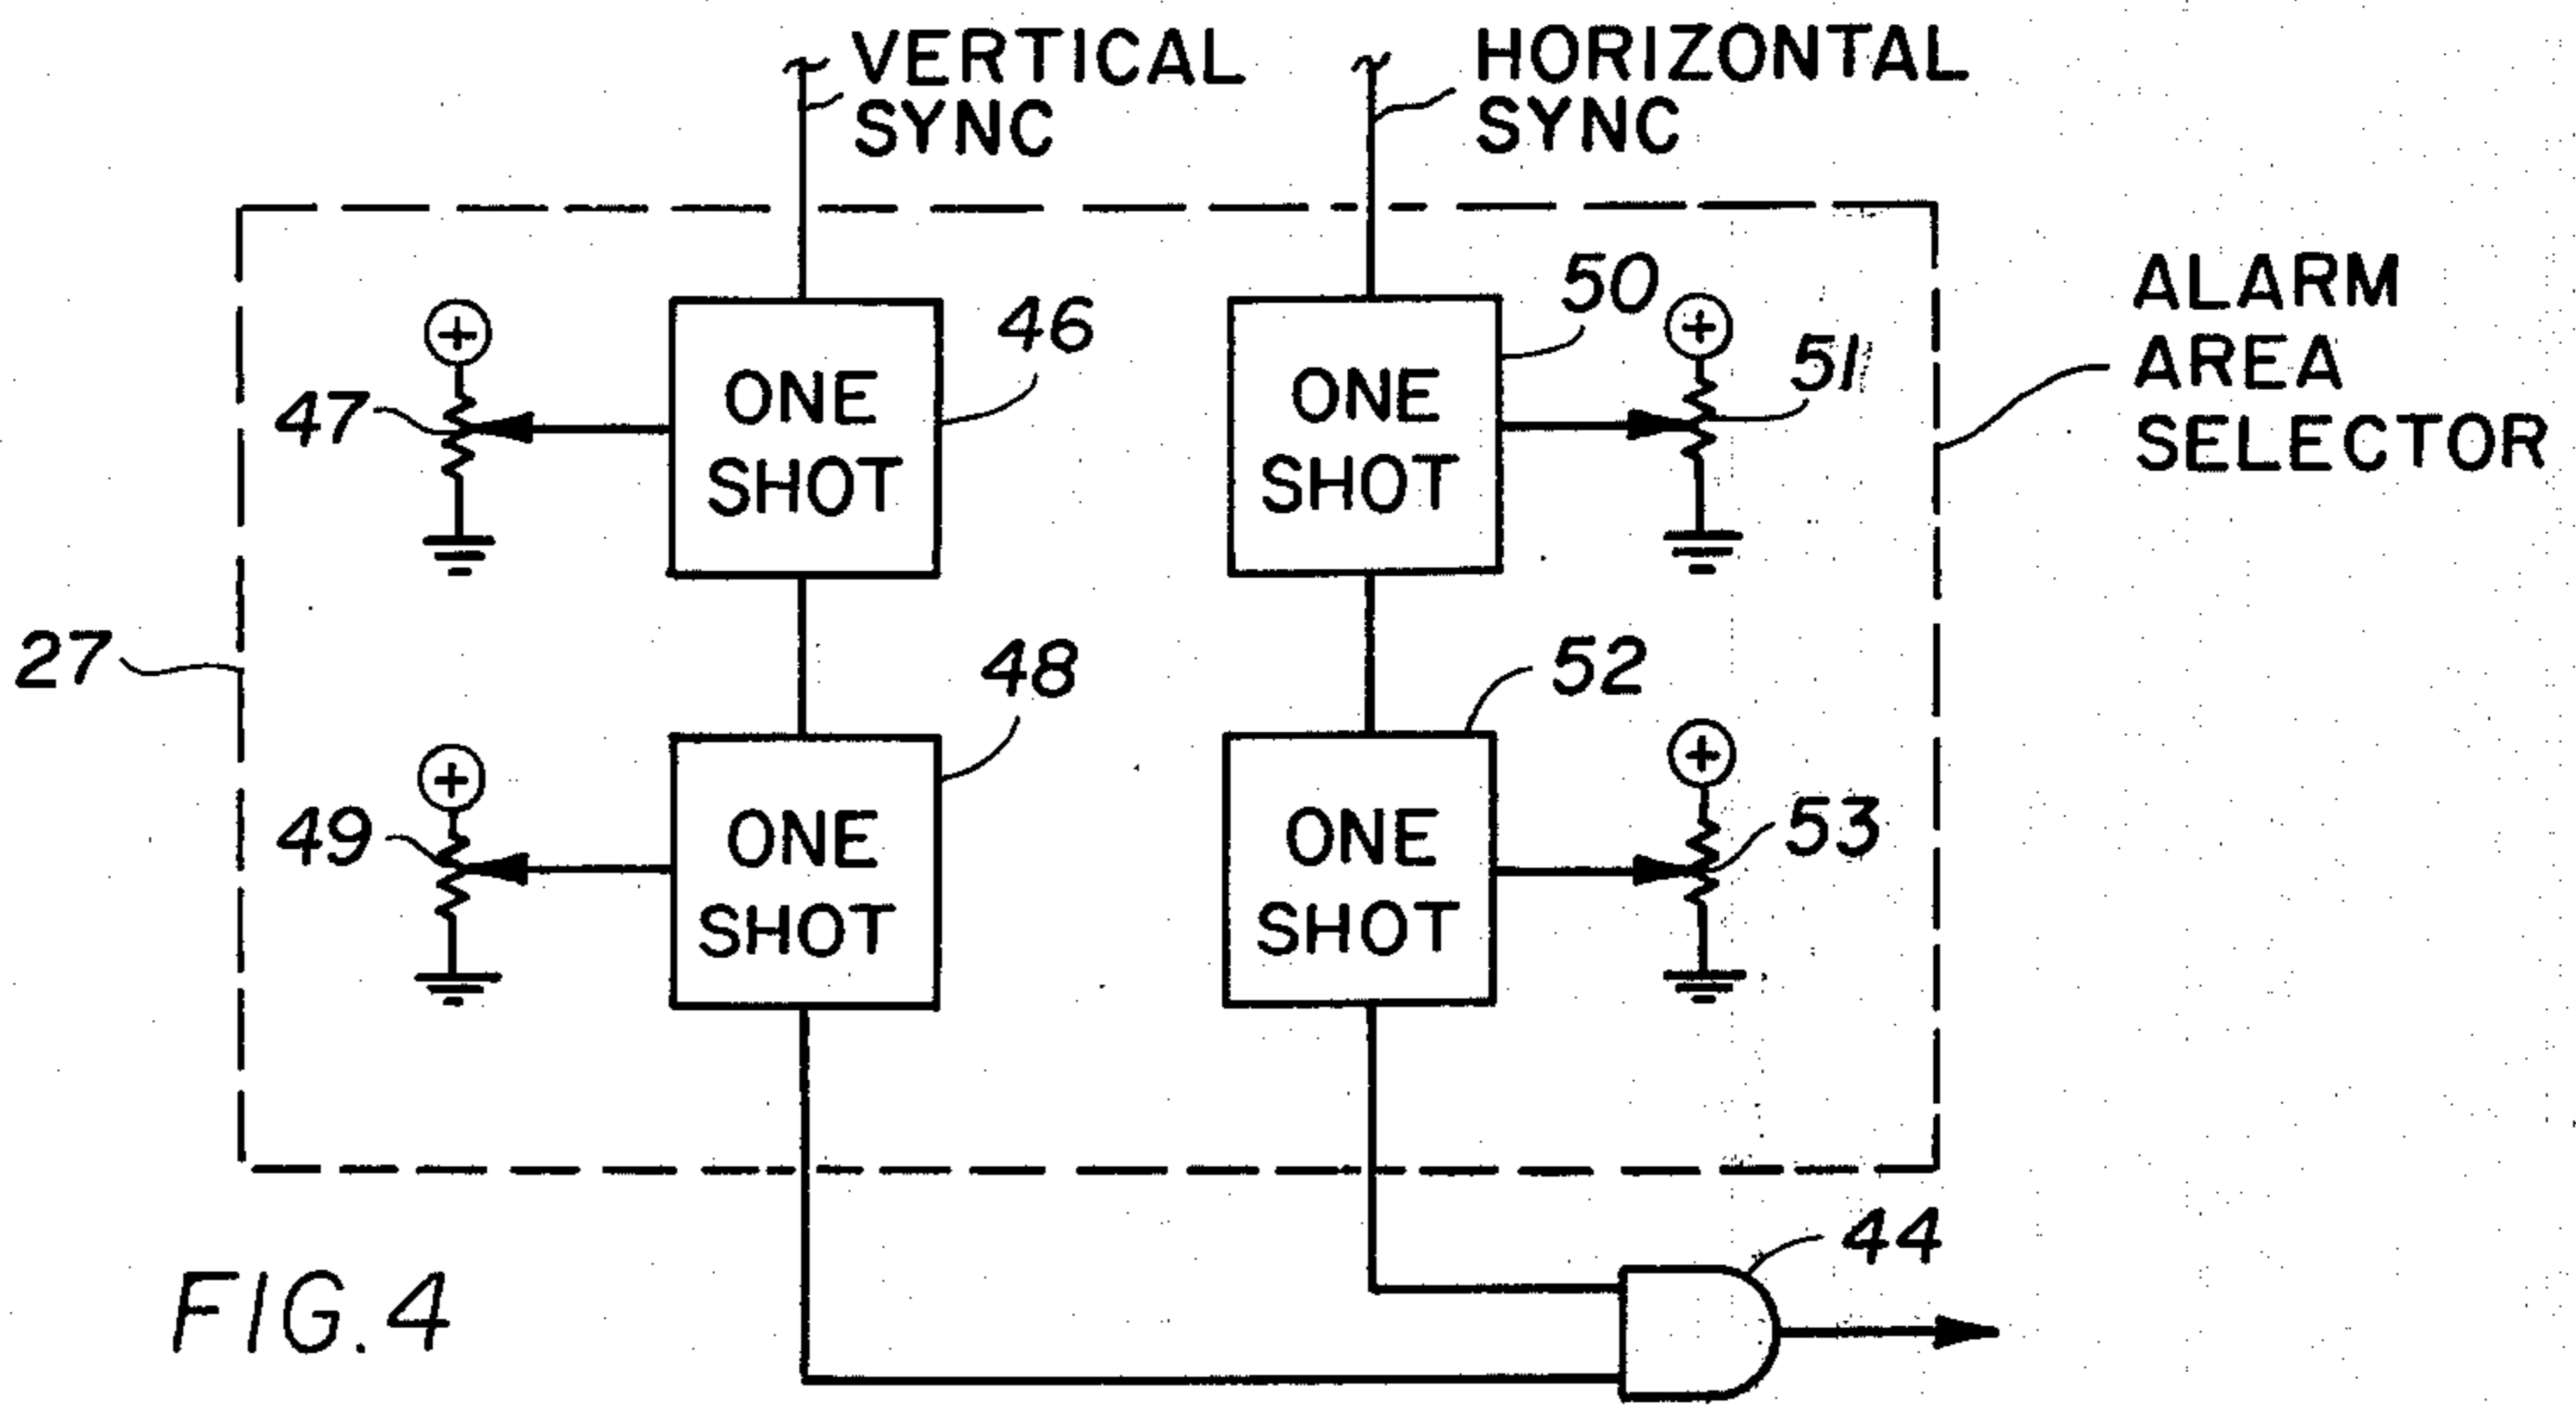 VERTICAL
SYNC
HORIZONTAL
SYNC
46
50
47
51
ONE
SHOT
ONE
SHOT
ALARM
AREA
SELECTOR
27
48
52
49
53
ONE
SHOT
ONE
SHOT
44
FIG. 4
+
+
+
+